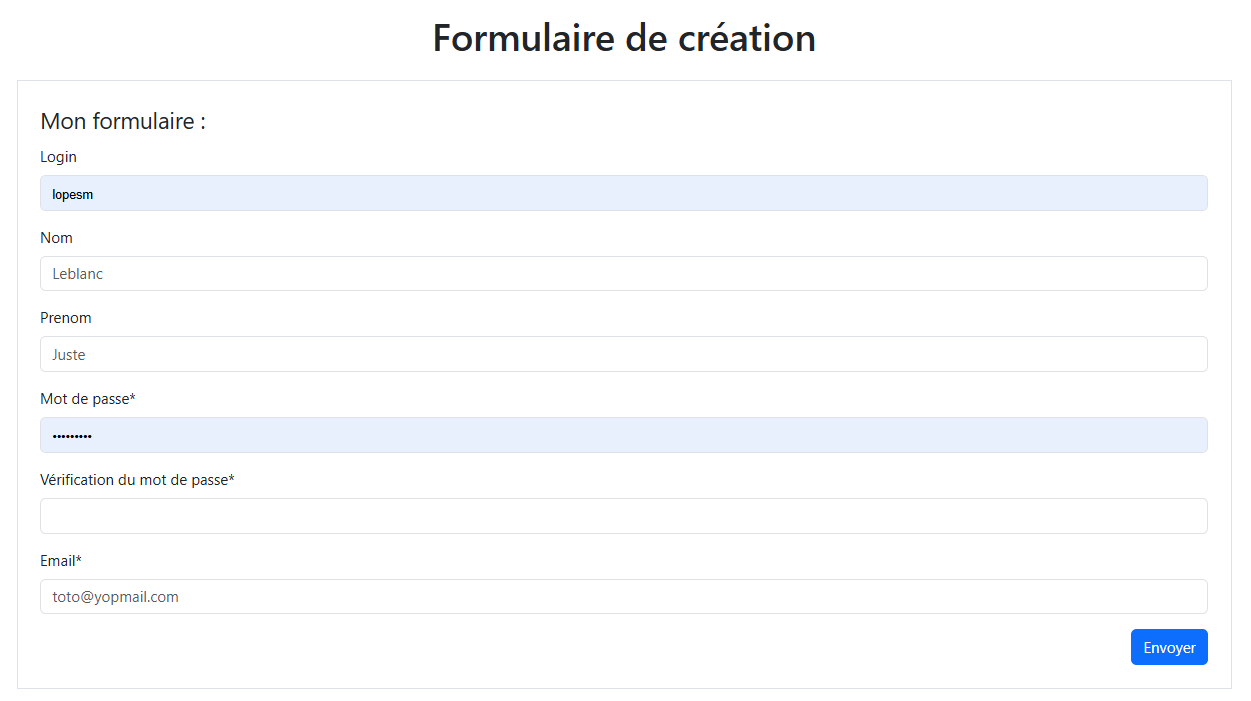 Formulaire de création
Mon formulaire :
Login
lopesm
Nom
Leblanc
Prenom
Juste
Mot de passe*
•••••••••
Vérification du mot de passe*
Email*
toto@yopmail.com
Envoyer